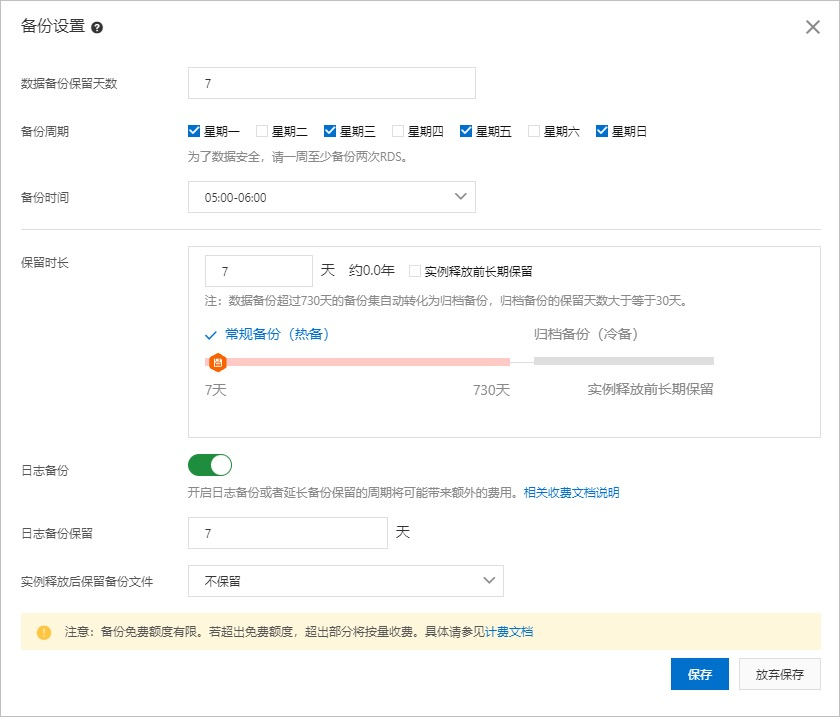 备份设置
数据备份保留天数 7
备份周期 星期一 星期二 星期三 星期四 星期五 星期六 星期日
为了数据安全，请一周至少备份两次RDS。
备份时间 05:00-06:00
保留时长 7 天 约0.0年 实例释放前长期保留
注：数据备份超过730天的备份集自动转化为归档备份，归档备份的保留天数大于等于30天。
常规备份（热备） 归档备份（冷备）
7天 730天 实例释放前长期保留
日志备份
开启日志备份或者延长备份保留的周期将可能带来额外的费用。相关收费文档说明
日志备份保留 7 天
实例释放后保留备份文件 不保留
注意：备份免费额度有限。若超出免费额度，超出部分将按量收费。具体请参见计费文档
保存 放弃保存